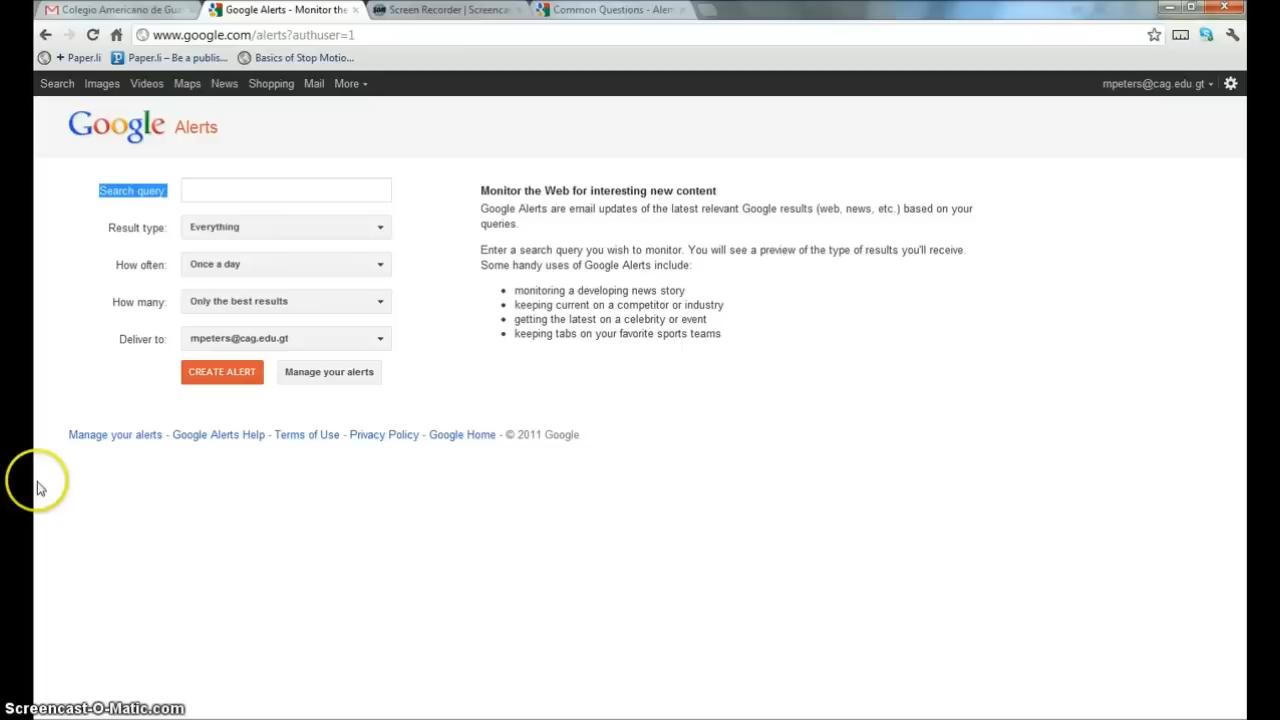 Colegio Americano de Gua
Google Alerts - Monitor the
Screen Recorder | Screenca
Common Questions - Aler
www.google.com/alerts?authuser=1
+ Paper.li
Paper.li – Be a publis...
Basics of Stop Motio...
Search Images Videos Maps News Shopping Mail More
mpeters@cag.edu.gt
Google Alerts
Search query:
Result type: Everything
How often: Once a day
How many: Only the best results
Deliver to: mpeters@cag.edu.gt
CREATE ALERT Manage your alerts
Monitor the Web for interesting new content
Google Alerts are email updates of the latest relevant Google results (web, news, etc.) based on your
queries.
Enter a search query you wish to monitor. You will see a preview of the type of results you'll receive.
Some handy uses of Google Alerts include:
• monitoring a developing news story
• keeping current on a competitor or industry
• getting the latest on a celebrity or event
• keeping tabs on your favorite sports teams
Manage your alerts - Google Alerts Help - Terms of Use - Privacy Policy - Google Home - © 2011 Google
Screencast-O-Matic.com